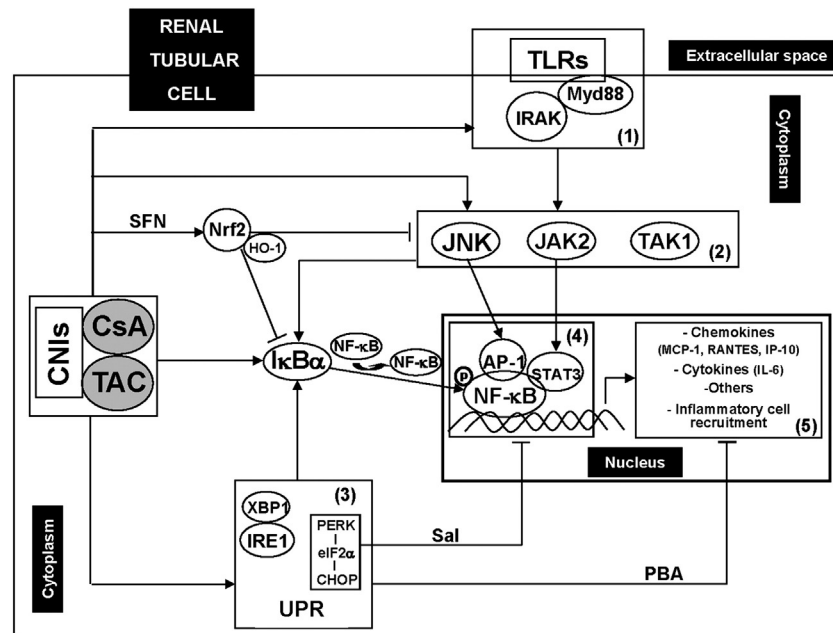 RENAL
TUBULAR
CELL
TLRs
Myd88
IRAK
(1)
Extracellular space
Cytoplasm
SFN
Nrf2
HO-1
JNK
JAK2
TAK1
(2)
CNIs
CsA
TAC
IκBα
NF-κB
NF-κB
(4)
P
AP-1
STAT3
NF-κB
- Chemokines
(MCP-1, RANTES, IP-10)
- Cytokines (IL-6)
-Others
- Inflammatory cell
recruitment
(5)
Nucleus
Cytoplasm
(3)
XBP1
IRE1
PERK
eIF2α
CHOP
UPR
Sal
PBA